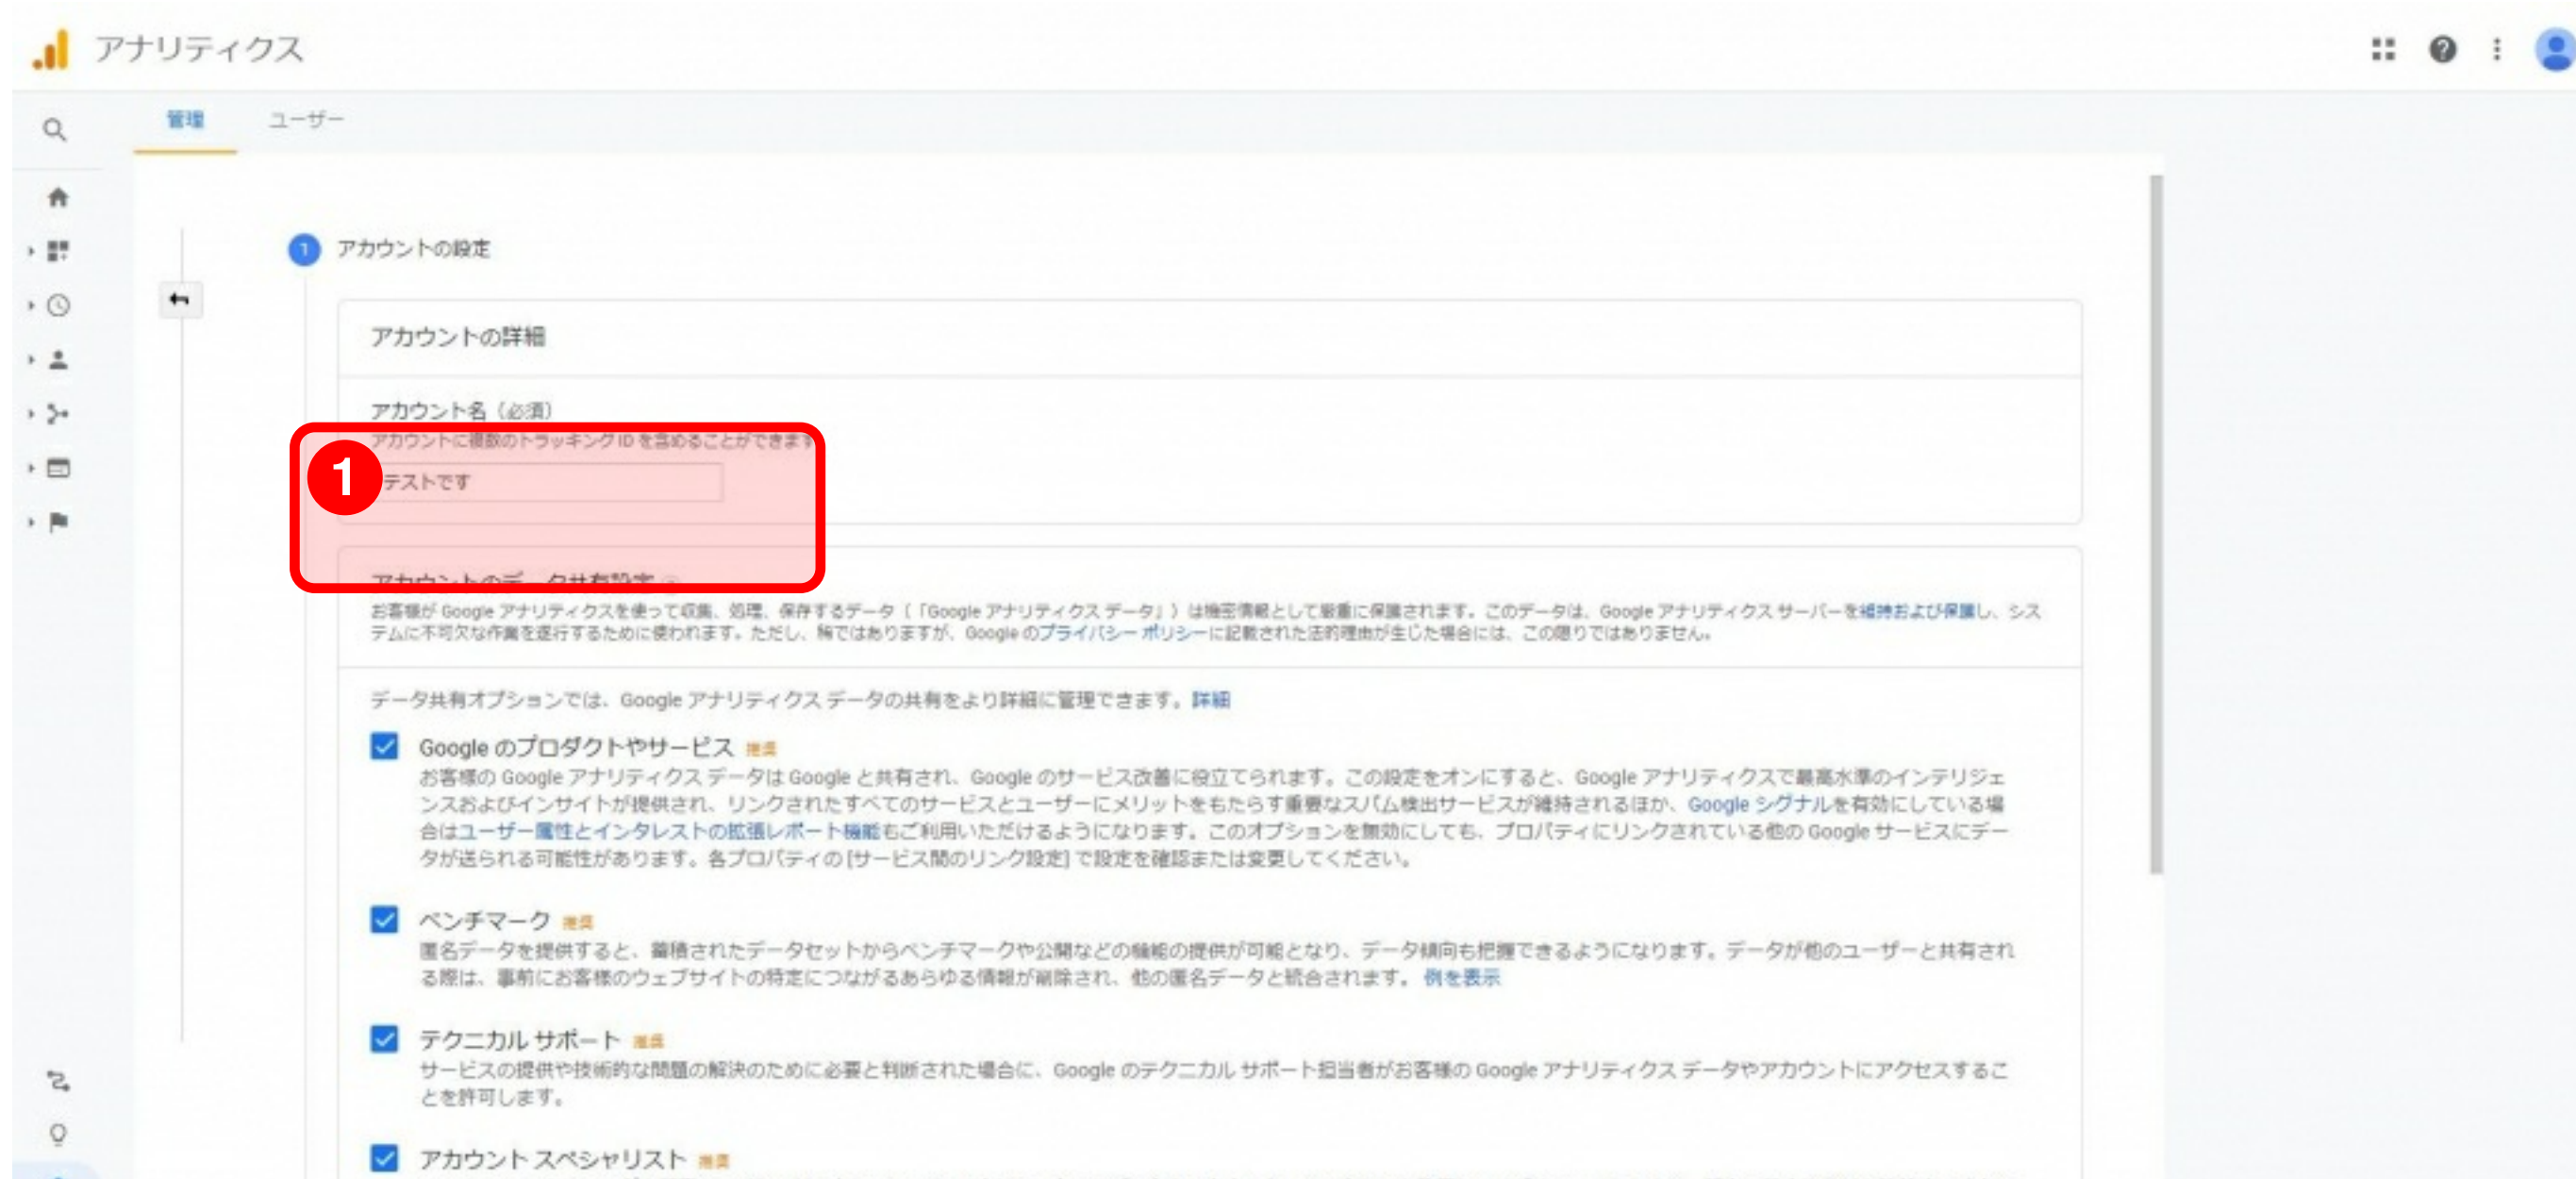 アナリティクス
管理
ユーザー
1
アカウントの設定
アカウントの詳細
アカウント名（必須）
アカウントに複数のトラッキング ID を含めることができます
1
テストです
アカウントのデータ共有設定
お客様が Google アナリティクスを使って収集、処理、保存するデータ（「Google アナリティクス データ」）は機密情報として厳重に保護されます。このデータは、Google アナリティクス サーバーを維持および保護し、シス
テムに不可欠な作業を遂行するために使われます。ただし、稀ではありますが、Google のプライバシー ポリシーに記載された法的理由が生じた場合には、この限りではありません。
データ共有オプションでは、Google アナリティクス データの共有をより詳細に管理できます。詳細
Google のプロダクトやサービス 推奨
お客様の Google アナリティクス データは Google と共有され、Google のサービス改善に役立てられます。この設定をオンにすると、Google アナリティクスで最高水準のインテリジェ
ンスおよびインサイトが提供され、リンクされたすべてのサービスとユーザーにメリットをもたらす重要なスパム検出サービスが維持されるほか、Google シグナルを有効にしている場
合はユーザー属性とインタレストの拡張レポート機能もご利用いただけるようになります。このオプションを無効にしても、プロパティにリンクされている他の Google サービスにデー
タが送られる可能性があります。各プロパティの [サービス間のリンク設定] で設定を確認または変更してください。
ベンチマーク 推奨
匿名データを提供すると、蓄積されたデータセットからベンチマークや公開などの機能の提供が可能となり、データ傾向も把握できるようになります。データが他のユーザーと共有され
る際は、事前にお客様のウェブサイトの特定につながるあらゆる情報が削除され、他の匿名データと統合されます。 例を表示
テクニカル サポート 推奨
サービスの提供や技術的な問題の解決のために必要と判断された場合に、Google のテクニカル サポート担当者がお客様の Google アナリティクス データやアカウントにアクセスするこ
とを許可します。
アカウント スペシャリスト 推奨